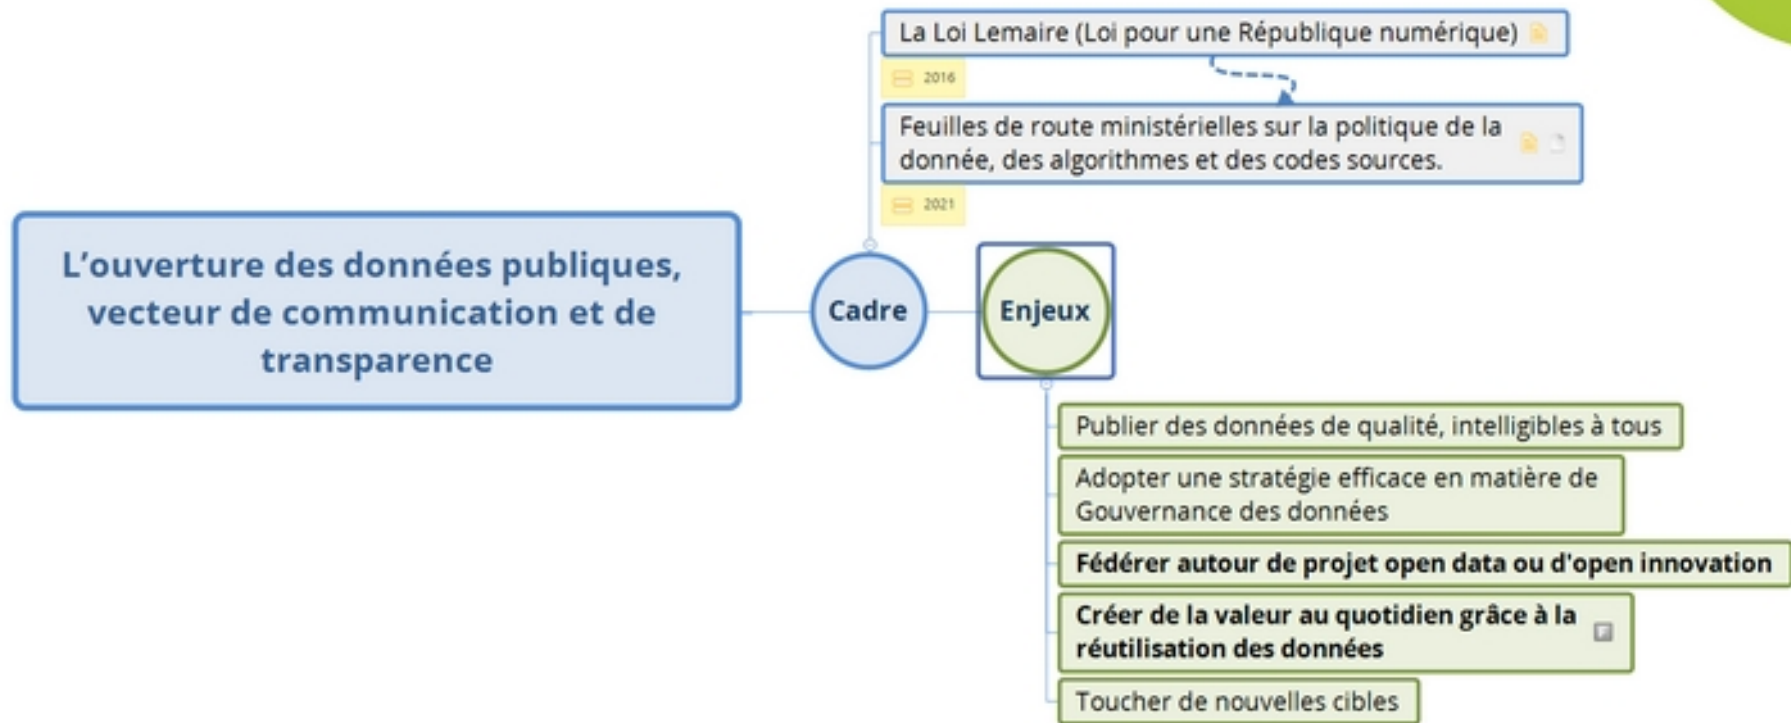 La Loi Lemaire (Loi pour une République numérique)
2016
Feuilles de route ministérielles sur la politique de la
donnée, des algorithmes et des codes sources.
2021
L'ouverture des données publiques,
vecteur de communication et de
transparence
Cadre
Enjeux
Publier des données de qualité, intelligibles à tous
Adopter une stratégie efficace en matière de
Gouvernance des données
Fédérer autour de projet open data ou d'open innovation
Créer de la valeur au quotidien grâce à la
réutilisation des données
Toucher de nouvelles cibles